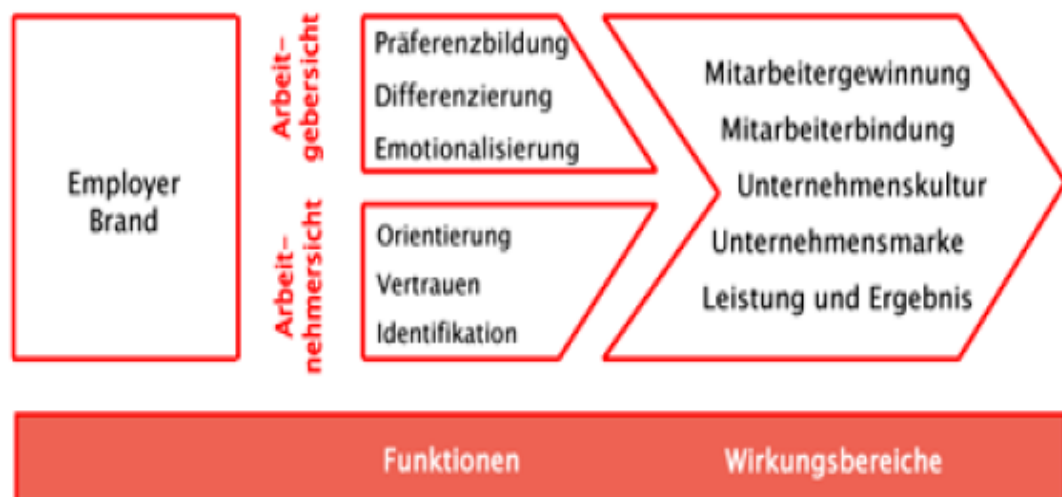 Employer
Brand
Arbeit-
gebersicht
Präferenzbildung
Differenzierung
Emotionalisierung
Arbeit-
nehmersicht
Orientierung
Vertrauen
Identifikation
Mitarbeitergewinnung
Mitarbeiterbindung
Unternehmenskultur
Unternehmensmarke
Leistung und Ergebnis
Funktionen
Wirkungsbereiche